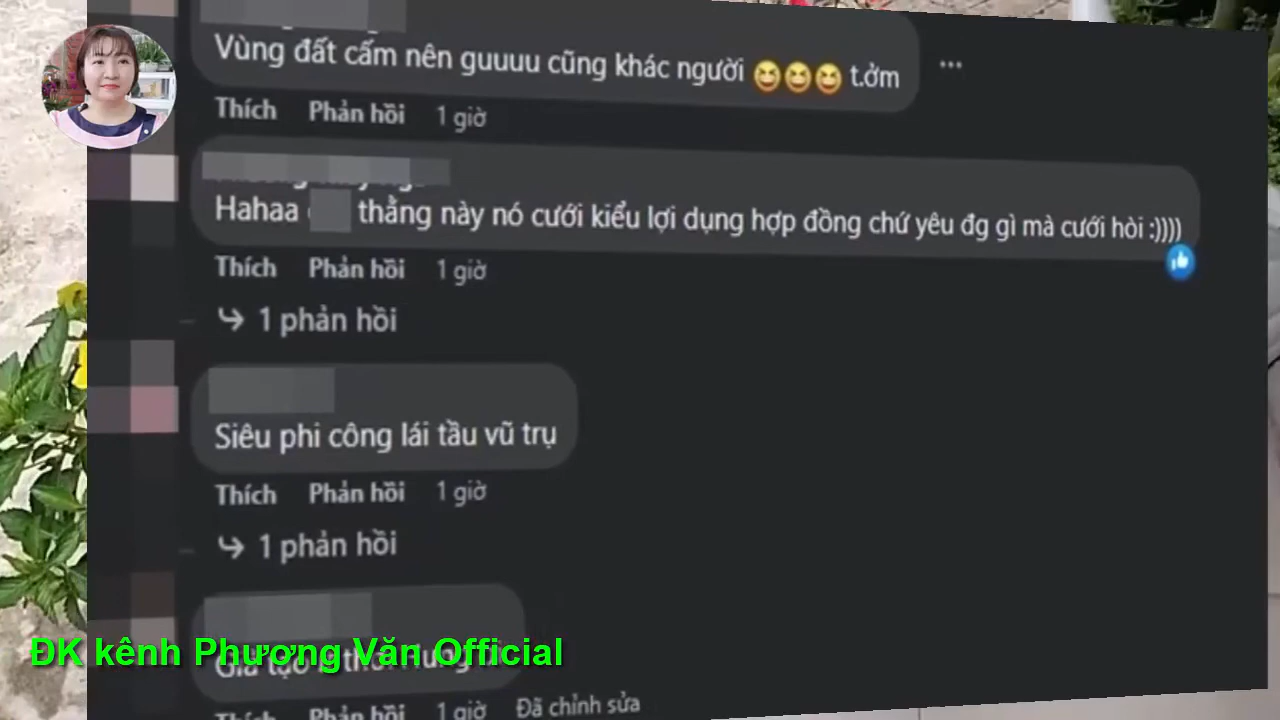 Vùng đất cấm nên guuuu cũng khác người 😆😆😆 t.ởm
Thích Phản hồi 1 giờ
Hahaa thằng này nó cưới kiểu lợi dụng hợp đồng chứ yêu đg gì mà cưới hỏi :))))
Thích Phản hồi 1 giờ
1 phản hồi
Siêu phi công lái tầu vũ trụ
Thích Phản hồi 1 giờ
1 phản hồi
ĐK kênh Phương Văn Official
Thích Phản hồi 1 giờ Đã chỉnh sửa